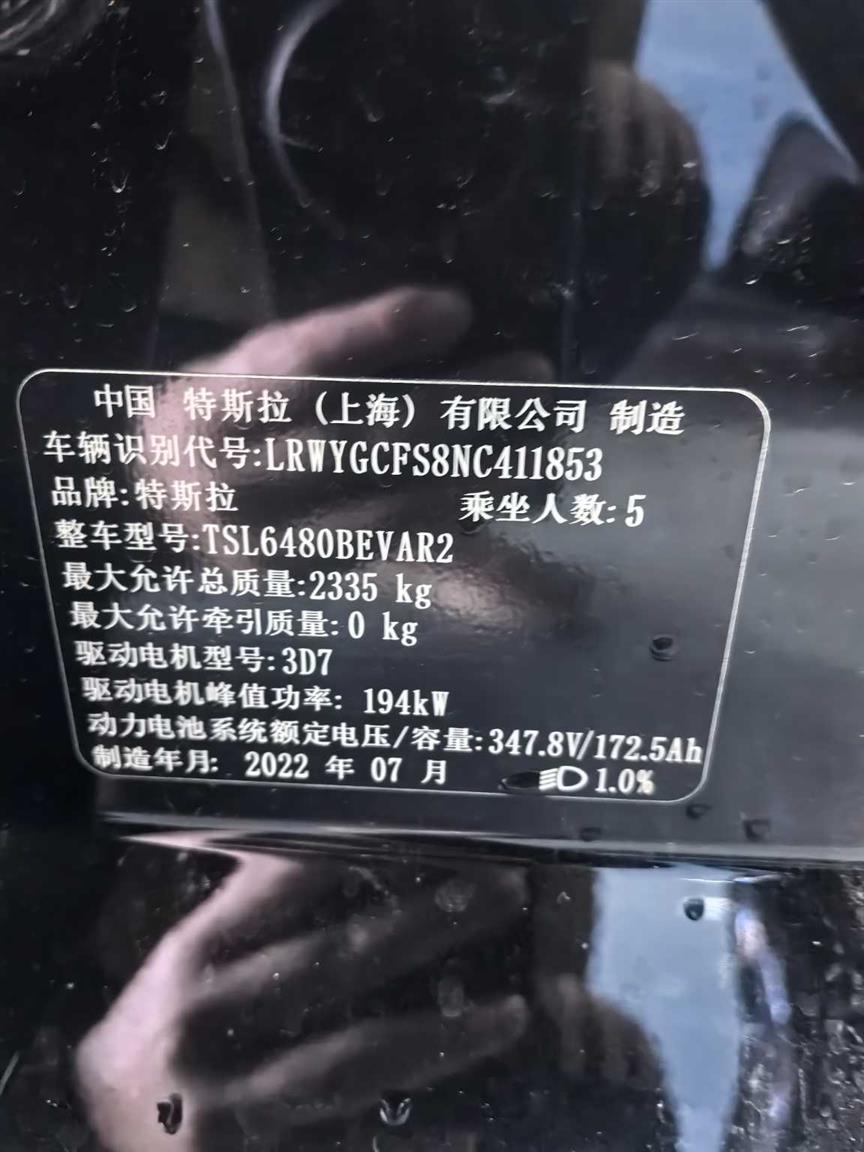 中国 特斯拉 (上海) 有限公司 制造
车辆识别代号:LRWYGCFS8NC411853
品牌:特斯拉 乘坐人数:5
整车型号:TSL6480BEVAR2
最大允许总质量:2335 kg
最大允许牵引质量:0 kg
驱动电机型号:3D7
驱动电机峰值功率: 194kW
动力电池系统额定电压/容量:347.8V/172.5Ah
制造年月: 2022 年 07 月 1.0%